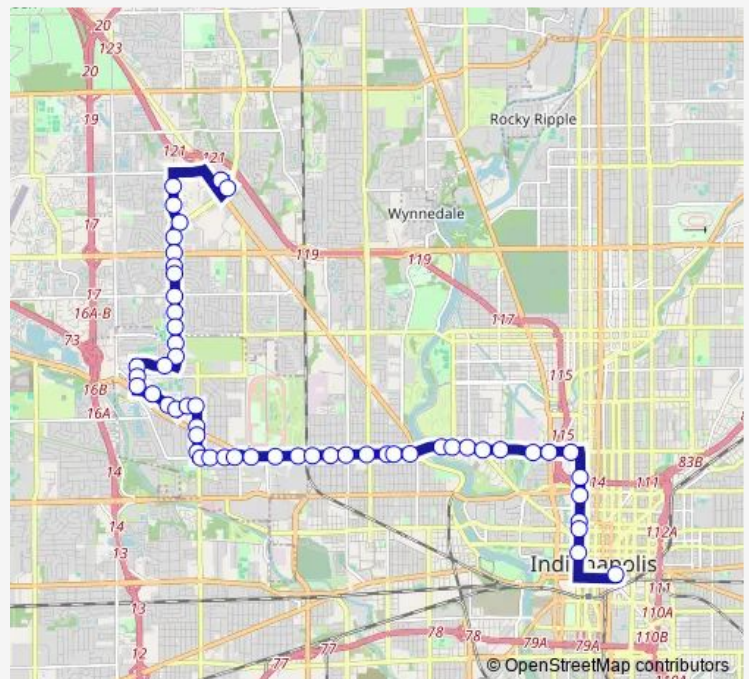 20
123
20
19
Rocky Ripple
121
121
Wynnedale
17
119
119
17
16A-B
117
73
115
16B
16A
115
83B
14
14
111
14
112A
13
Indianapolis
111
13
110A
78
78
79A
79A
110B
12
77
77
© OpenStreetMap contributors